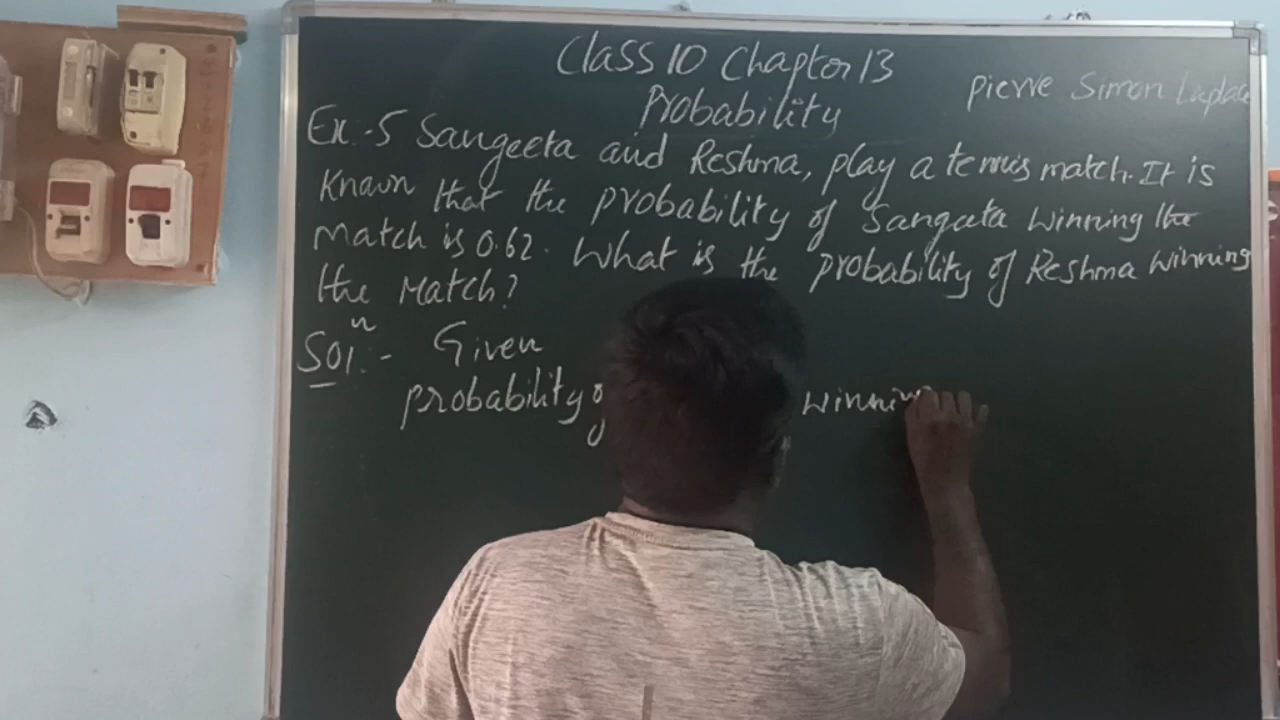 Class 10 Chapter 13
Pierre Simon Laplace
Probability
Ex:-5 Sangeeta and Reshma, play a tennis match. It is
known that the probability of Sangeeta winning the
match is 0.62. What is the probability of Reshma winning
the match?
Soln:- Given
probability of winning